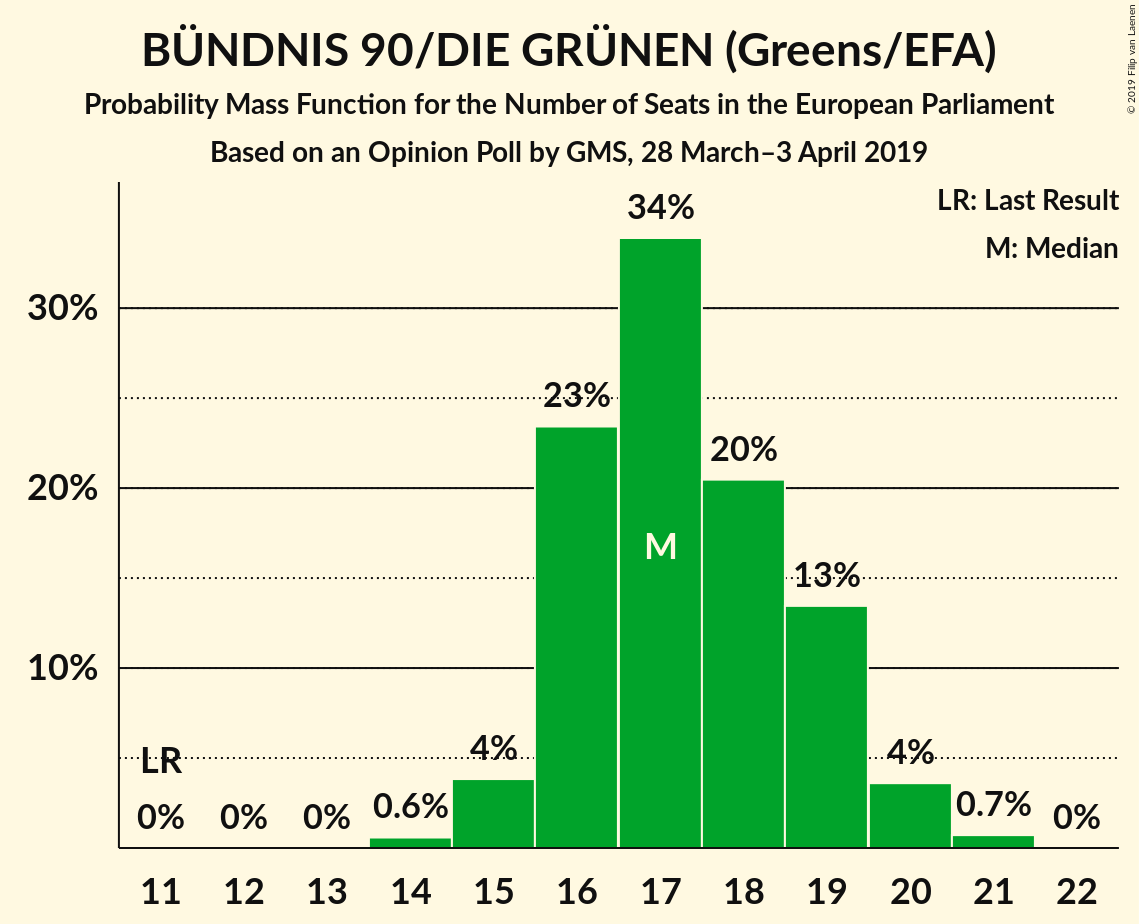 BÜNDNIS 90/DIE GRÜNEN (Greens/EFA)
Probability Mass Function for the Number of Seats in the European Parliament
Based on an Opinion Poll by GMS, 28 March–3 April 2019
© 2019 Filip van Laenen
LR: Last Result
M: Median
34%
30%
23%
20%
20%
M
13%
10%
LR
4%
4%
0%
0%
0%
0.6%
0.7%
0%
11 12 13 14 15 16 17 18 19 20 21 22